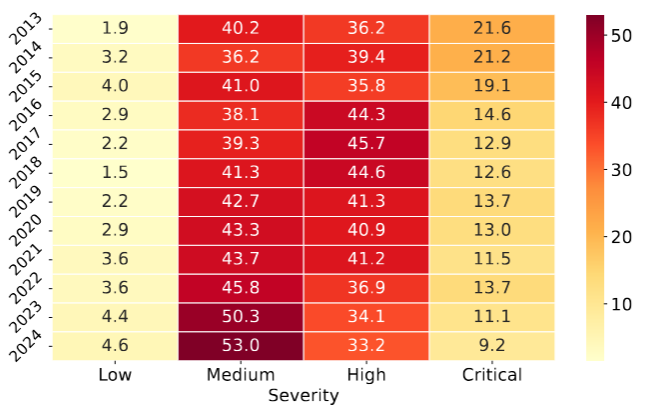 2013 1.9 40.2 36.2 21.6
2014 3.2 36.2 39.4 21.2
2015 4.0 41.0 35.8 19.1
2016 2.9 38.1 44.3 14.6
2017 2.2 39.3 45.7 12.9
2018 1.5 41.3 44.6 12.6
2019 2.2 42.7 41.3 13.7
2020 2.9 43.3 40.9 13.0
2021 3.6 43.7 41.2 11.5
2022 3.6 45.8 36.9 13.7
2023 4.4 50.3 34.1 11.1
2024 4.6 53.0 33.2 9.2
Low Medium High Critical
Severity
50
40
30
20
10